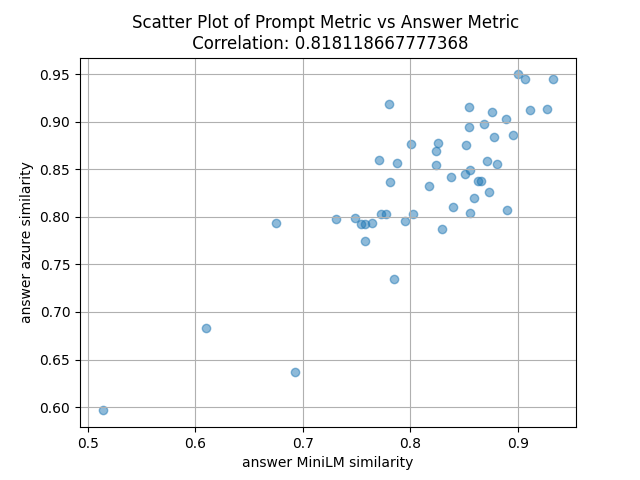 Scatter Plot of Prompt Metric vs Answer Metric
Correlation: 0.818118667777368
0.95
0.90
0.85
0.80
0.75
0.70
0.65
0.60
answer azure similarity
0.5 0.6 0.7 0.8 0.9
answer MiniLM similarity